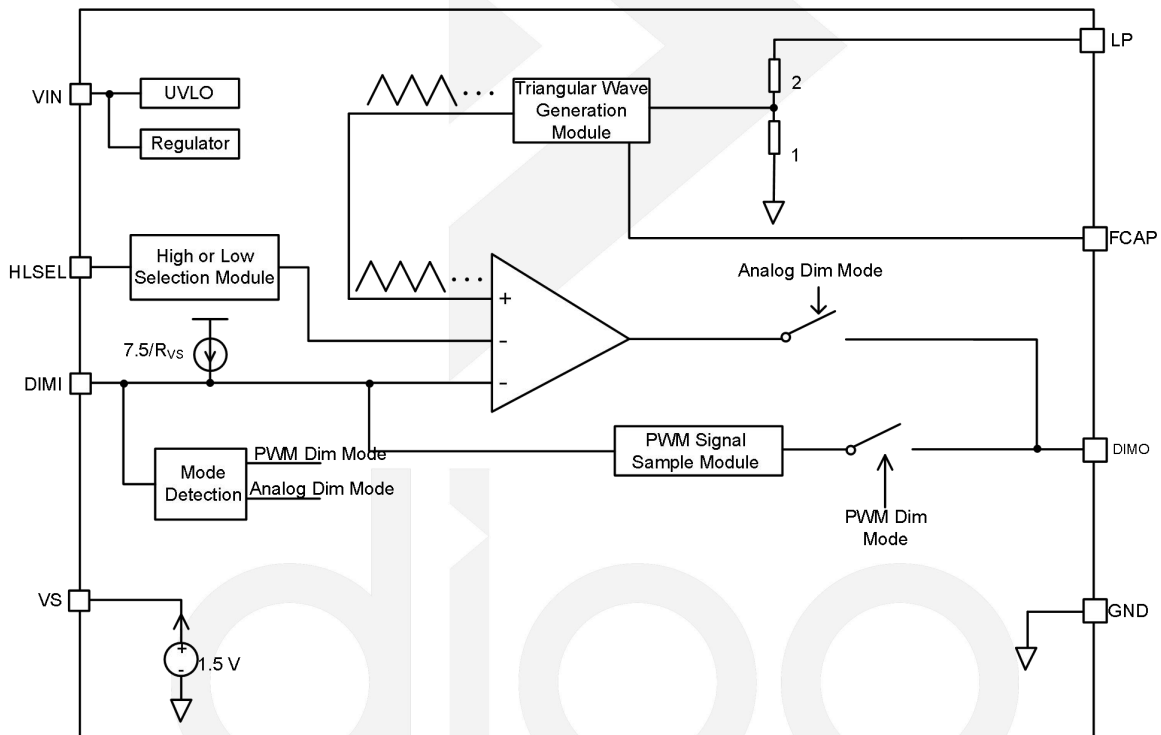 LP
VIN
UVLO
Regulator
Triangular Wave
Generation
Module
2
1
FCAP
HLSEL
High or Low
Selection Module
Analog Dim Mode
+
-
-
7.5/RVS
DIMI
PWM Signal
Sample Module
DIMO
Mode
Detection
PWM Dim Mode
Analog Dim Mode
PWM Dim
Mode
VS
+
-
1.5 V
GND
dioo